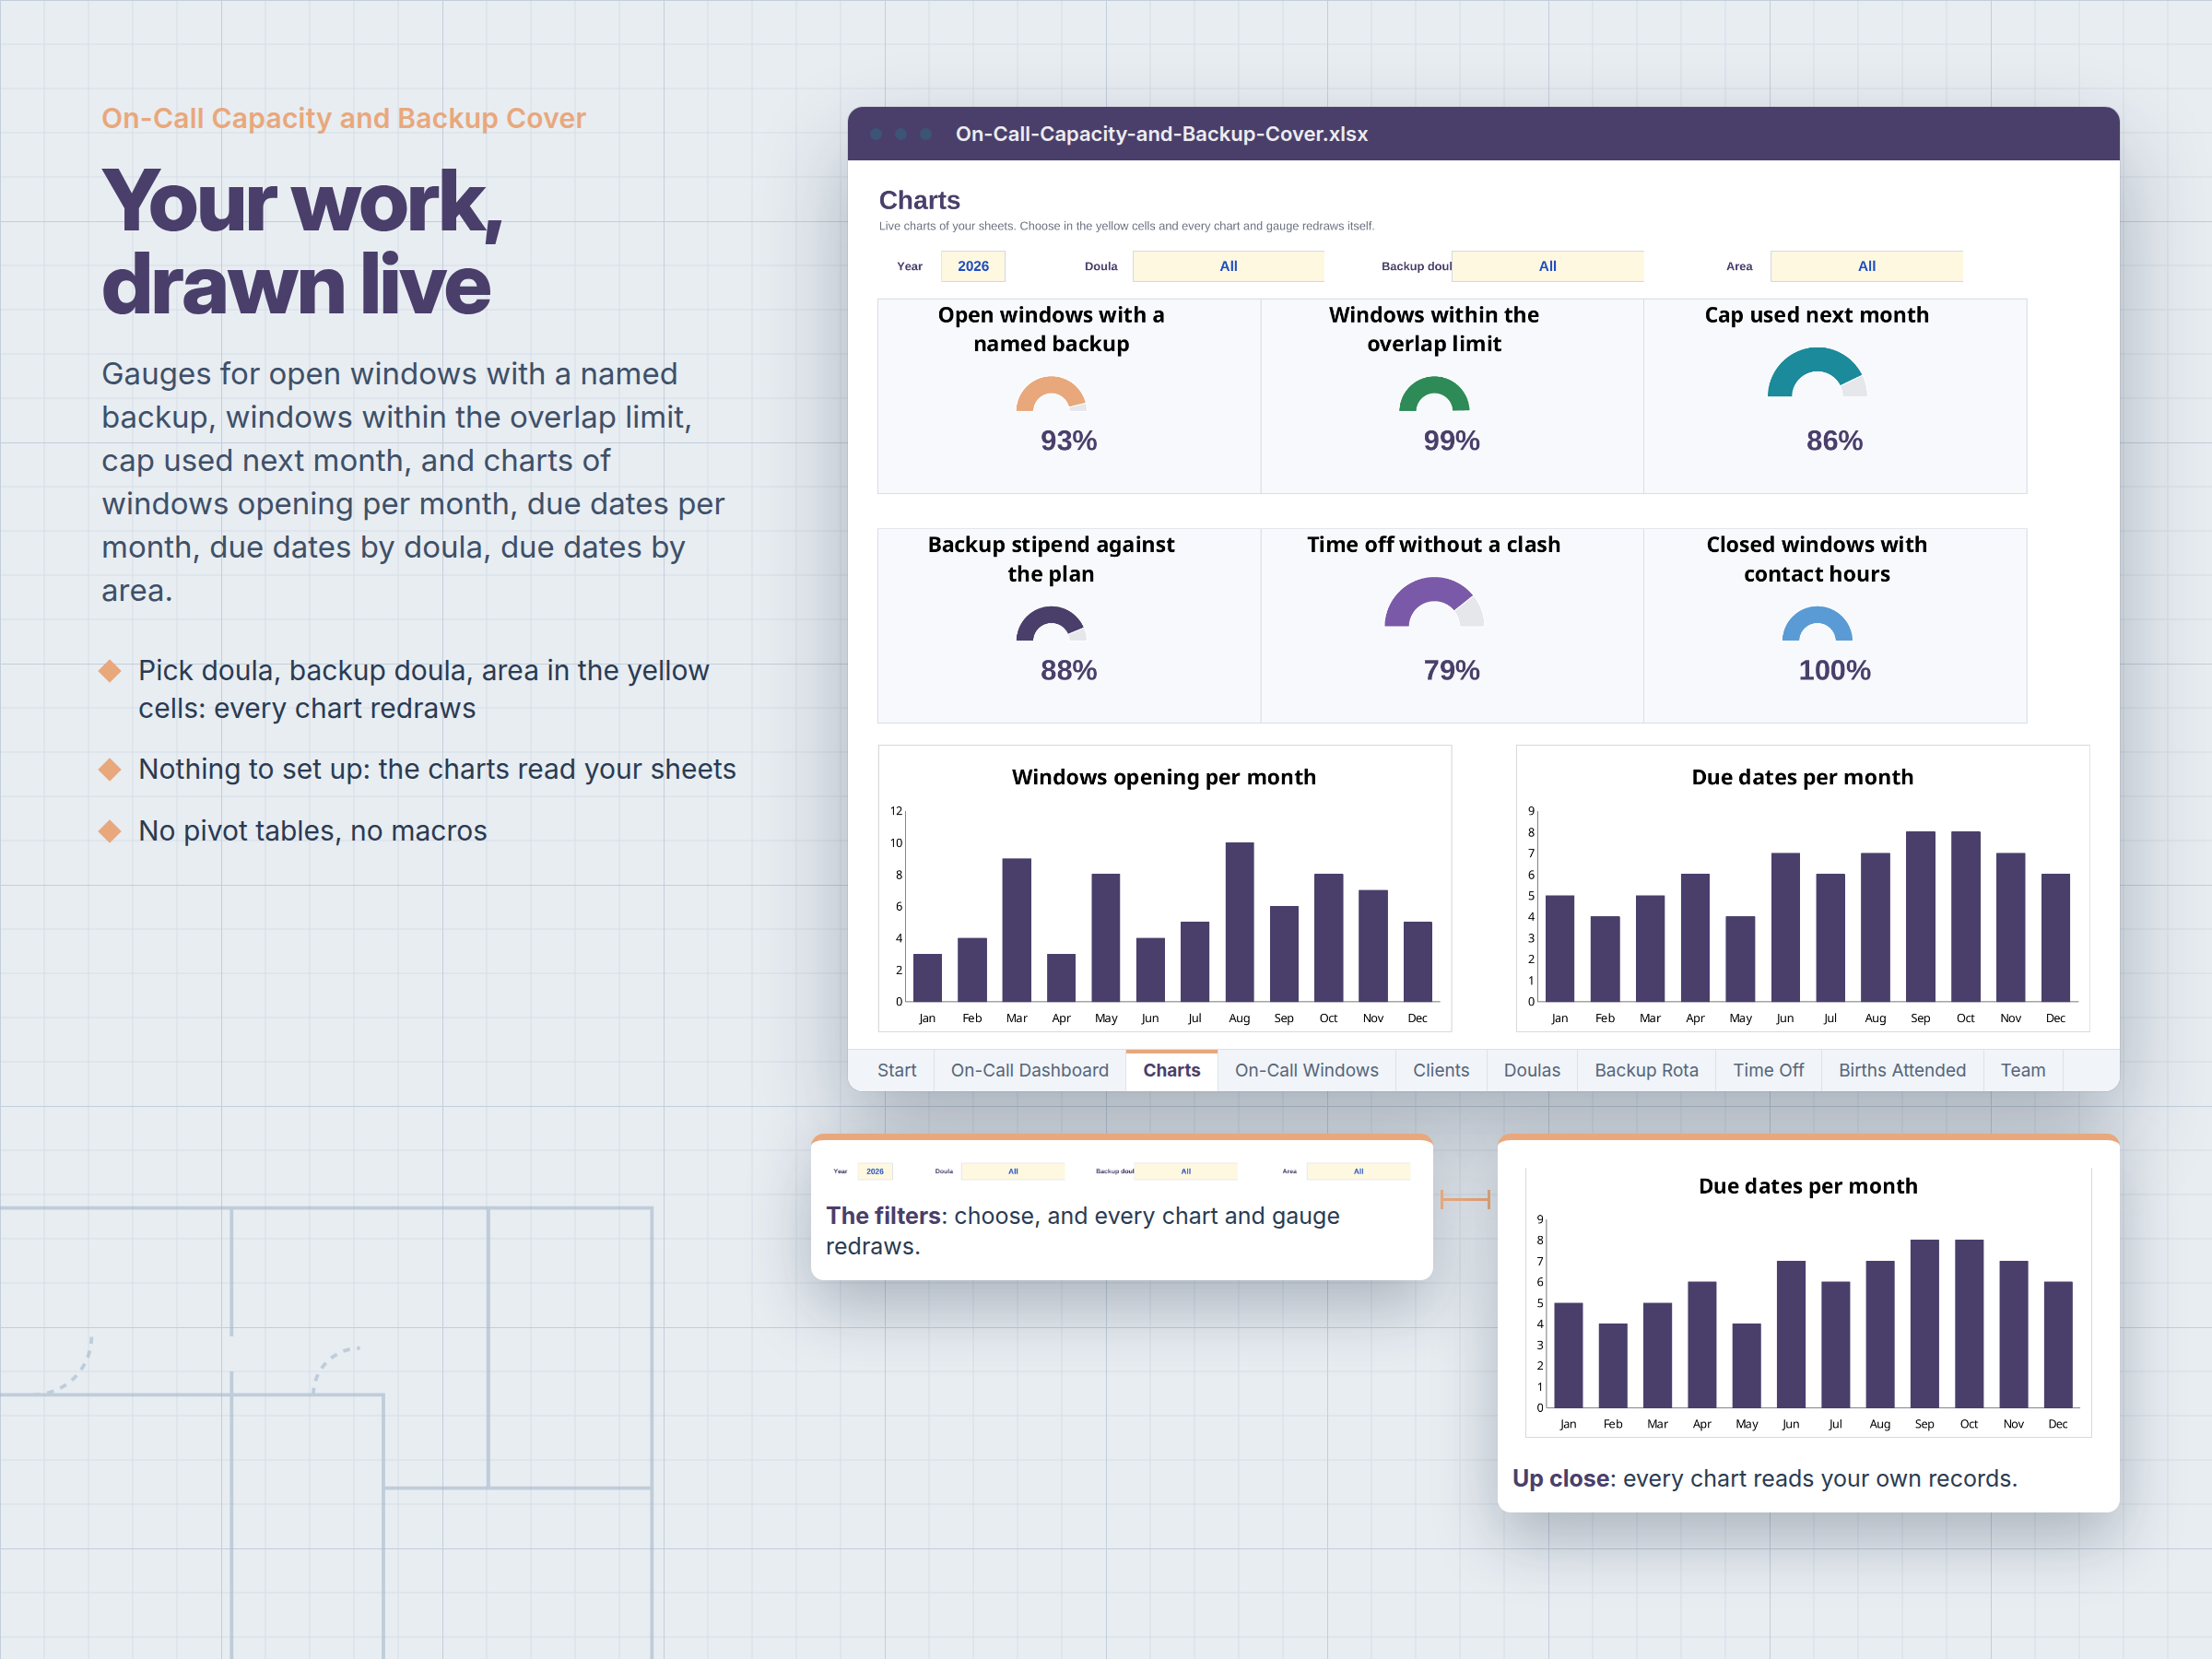 On-Call Capacity and Backup Cover
Your work,
drawn live
Gauges for open windows with a named
backup, windows within the overlap limit,
cap used next month, and charts of
windows opening per month, due dates per
month, due dates by doula, due dates by
area.
Pick doula, backup doula, area in the yellow
cells: every chart redraws
Nothing to set up: the charts read your sheets
No pivot tables, no macros
On-Call-Capacity-and-Backup-Cover.xlsx
Charts
Live charts of your sheets. Choose in the yellow cells and every chart and gauge redraws itself.
Year 2026 Doula All Backup doul All Area All
Open windows with a
named backup
93%
Windows within the
overlap limit
99%
Cap used next month
86%
Backup stipend against
the plan
88%
Time off without a clash
79%
Closed windows with
contact hours
100%
Windows opening per month
12
10
8
6
4
2
0
Jan Feb Mar Apr May Jun Jul Aug Sep Oct Nov Dec
Due dates per month
9
8
7
6
5
4
3
2
1
0
Jan Feb Mar Apr May Jun Jul Aug Sep Oct Nov Dec
Start On-Call Dashboard Charts On-Call Windows Clients Doulas Backup Rota Time Off Births Attended Team
Year 2026 Doula All Backup doul All Area All
The filters: choose, and every chart and gauge
redraws.
Due dates per month
9
8
7
6
5
4
3
2
1
0
Jan Feb Mar Apr May Jun Jul Aug Sep Oct Nov Dec
Up close: every chart reads your own records.